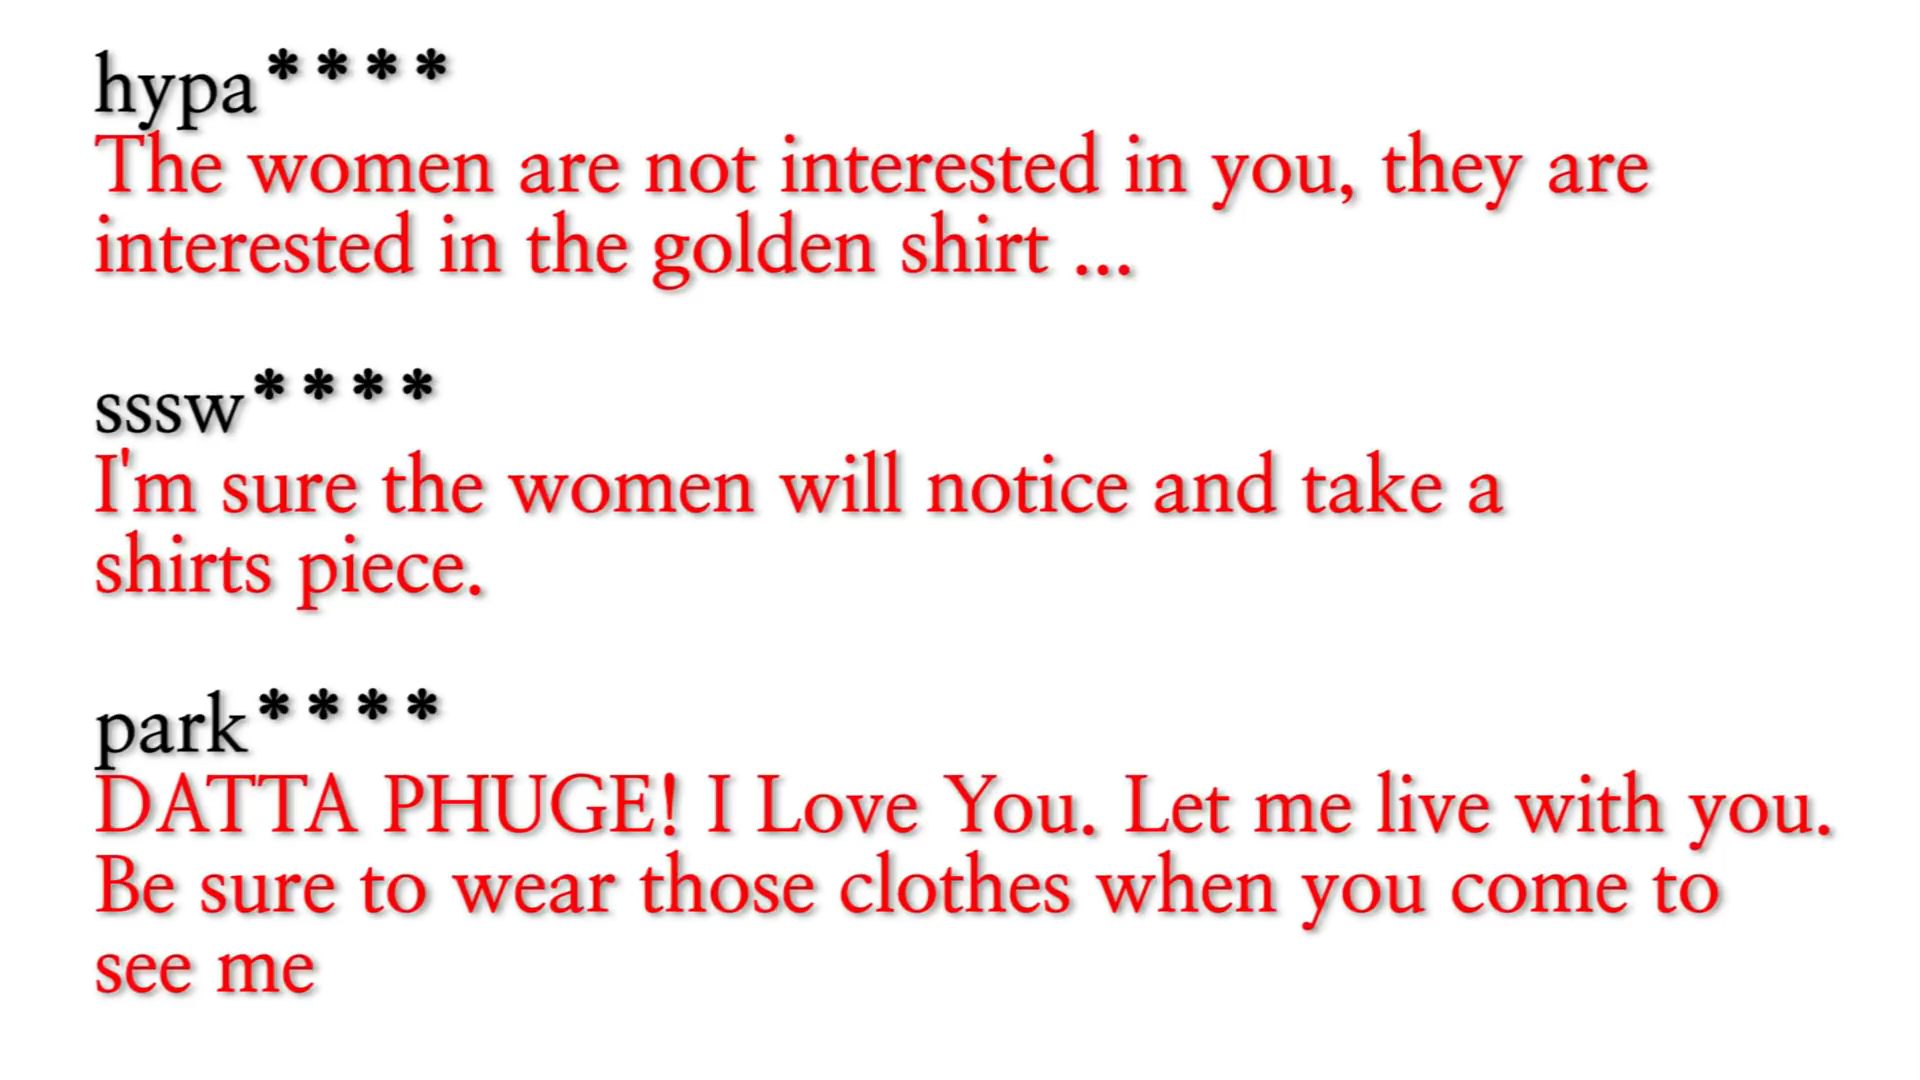 hypa****
The women are not interested in you, they are
interested in the golden shirt ...
sssw****
I'm sure the women will notice and take a
shirts piece.
park****
DATTA PHUGE! I Love You. Let me live with you.
Be sure to wear those clothes when you come to
see me